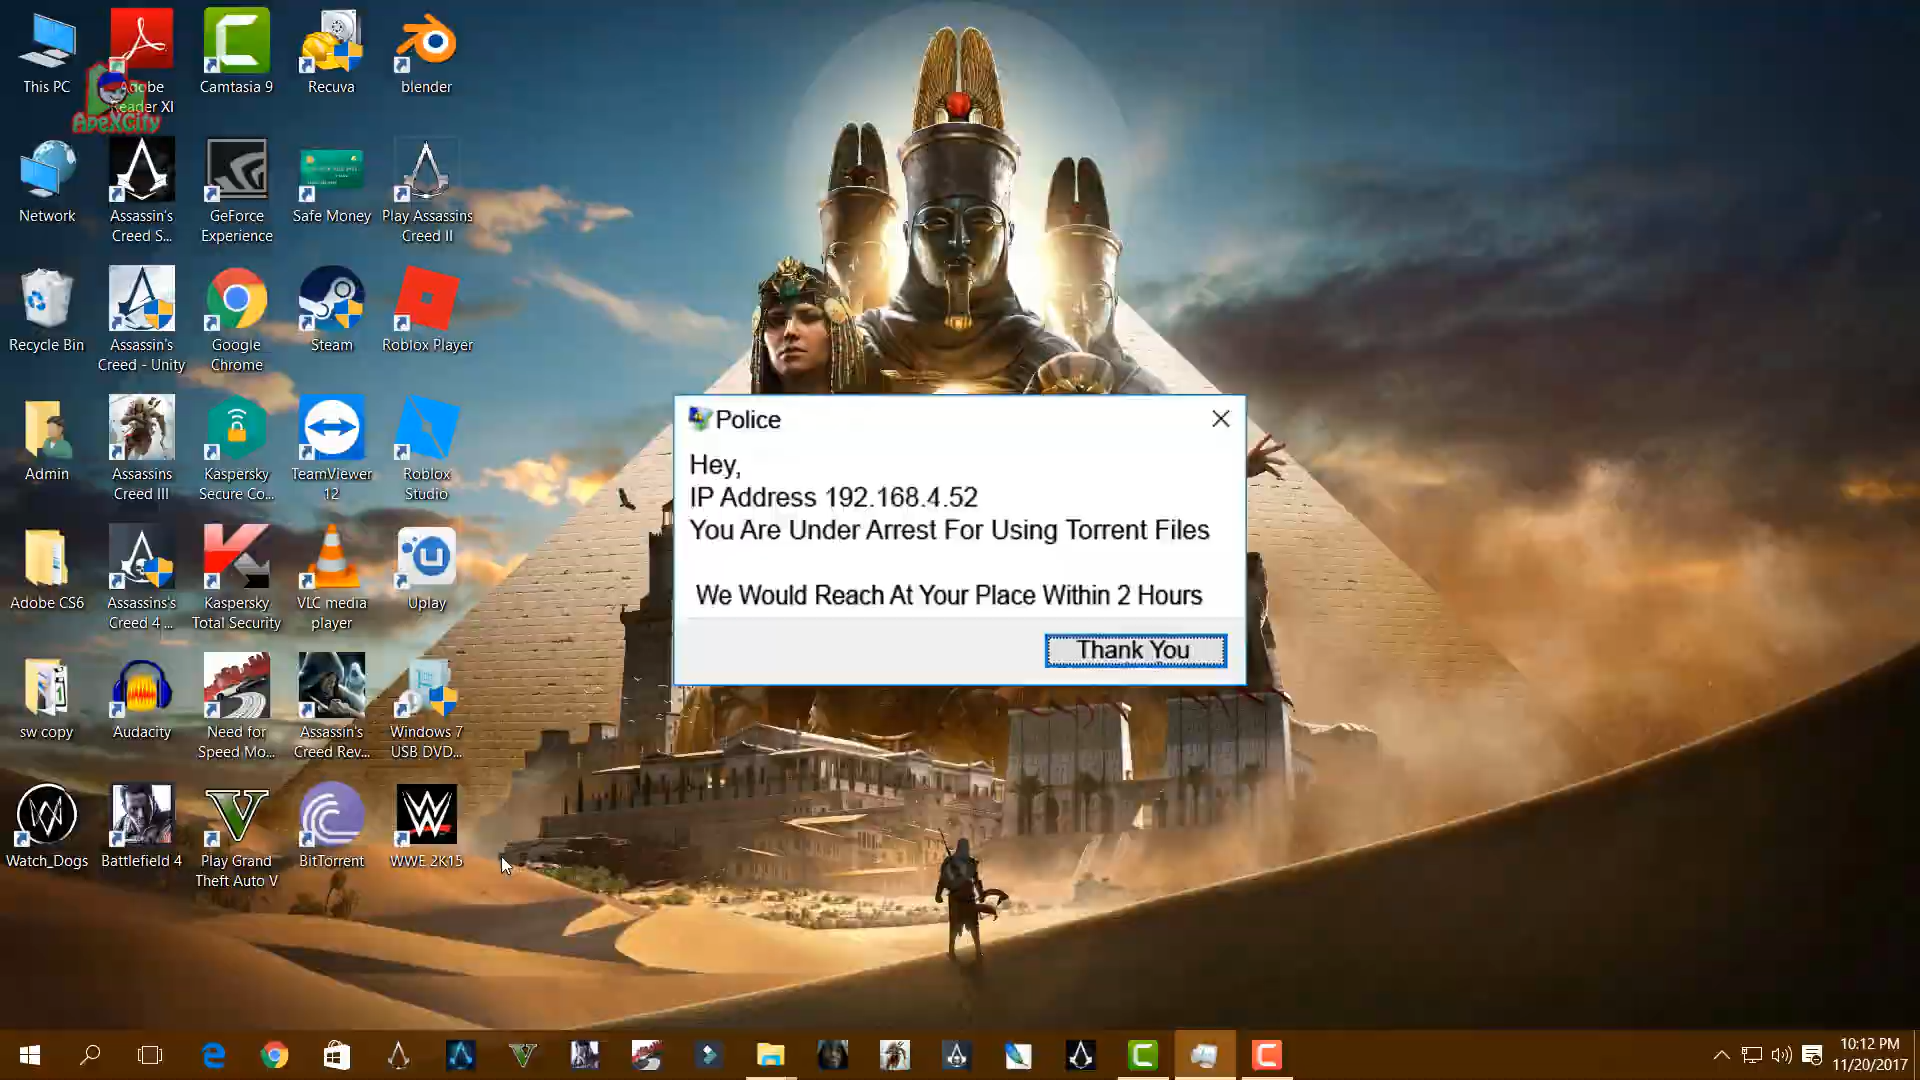 This PC
Adobe
Reader XI
Camtasia 9
Recuva
blender
ApeXCity
Network
Assassin's
Creed S...
GeForce
Experience
Safe Money
Play Assassins
Creed II
Recycle Bin
Assassin's
Creed - Unity
Google
Chrome
Steam
Roblox Player
Admin
Assassins
Creed III
Kaspersky
Secure Co...
TeamViewer
12
Roblox
Studio
Adobe CS6
Assassins's
Creed 4 ...
Kaspersky
Total Security
VLC media
player
Uplay
sw copy
Audacity
Need for
Speed Mo...
Assassin's
Creed Rev...
Windows 7
USB DVD...
Watch_Dogs
Battlefield 4
Play Grand
Theft Auto V
BitTorrent
WWE 2K15
Police
Hey,
IP Address 192.168.4.52
You Are Under Arrest For Using Torrent Files
We Would Reach At Your Place Within 2 Hours
Thank You
10:12 PM
11/20/2017